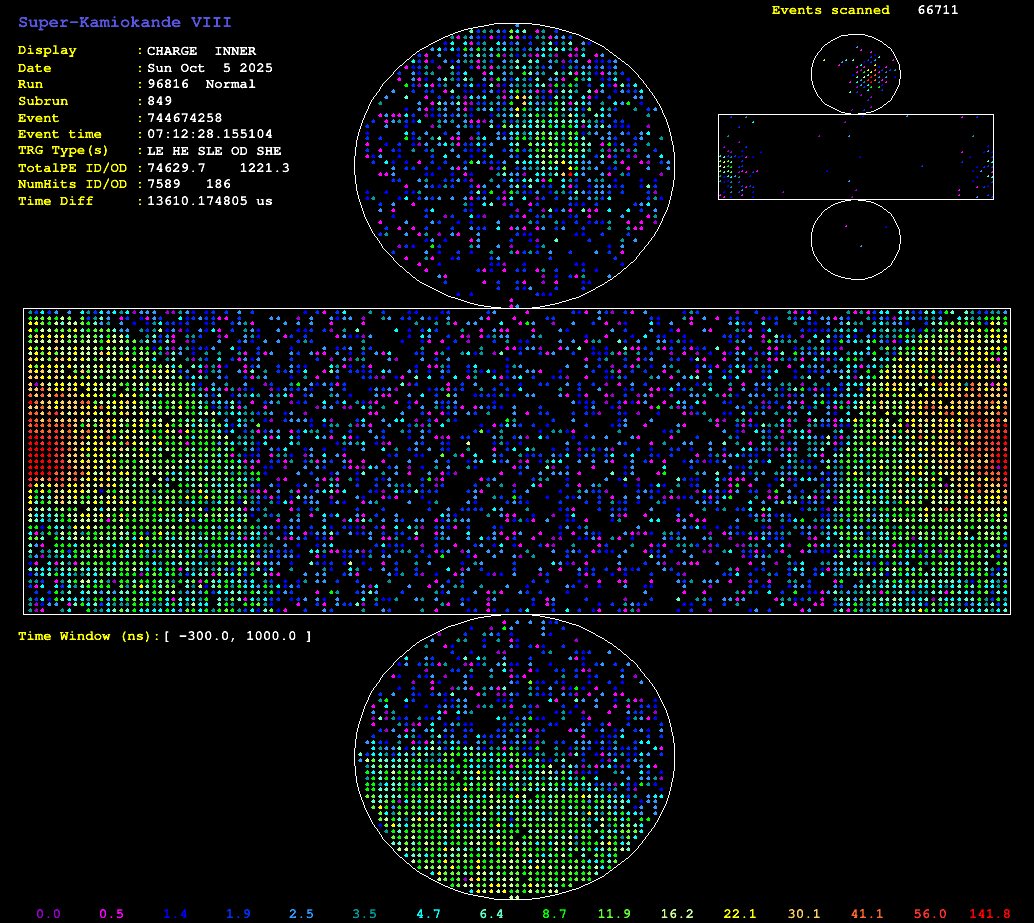 Super-Kamiokande VIII
Events scanned 66711
Display : CHARGE INNER
Date : Sun Oct 5 2025
Run : 96816 Normal
Subrun : 849
Event : 744674258
Event time : 07:12:28.155104
TRG Type(s) : LE HE SLE OD SHE
TotalPE ID/OD : 74629.7 1221.3
NumHits ID/OD : 7589 186
Time Diff : 13610.174805 us
Time Window (ns):[ -300.0, 1000.0 ]
0.0 0.5 1.4 1.9 2.5 3.5 4.7 6.4 8.7 11.9 16.2 22.1 30.1 41.1 56.0 141.8